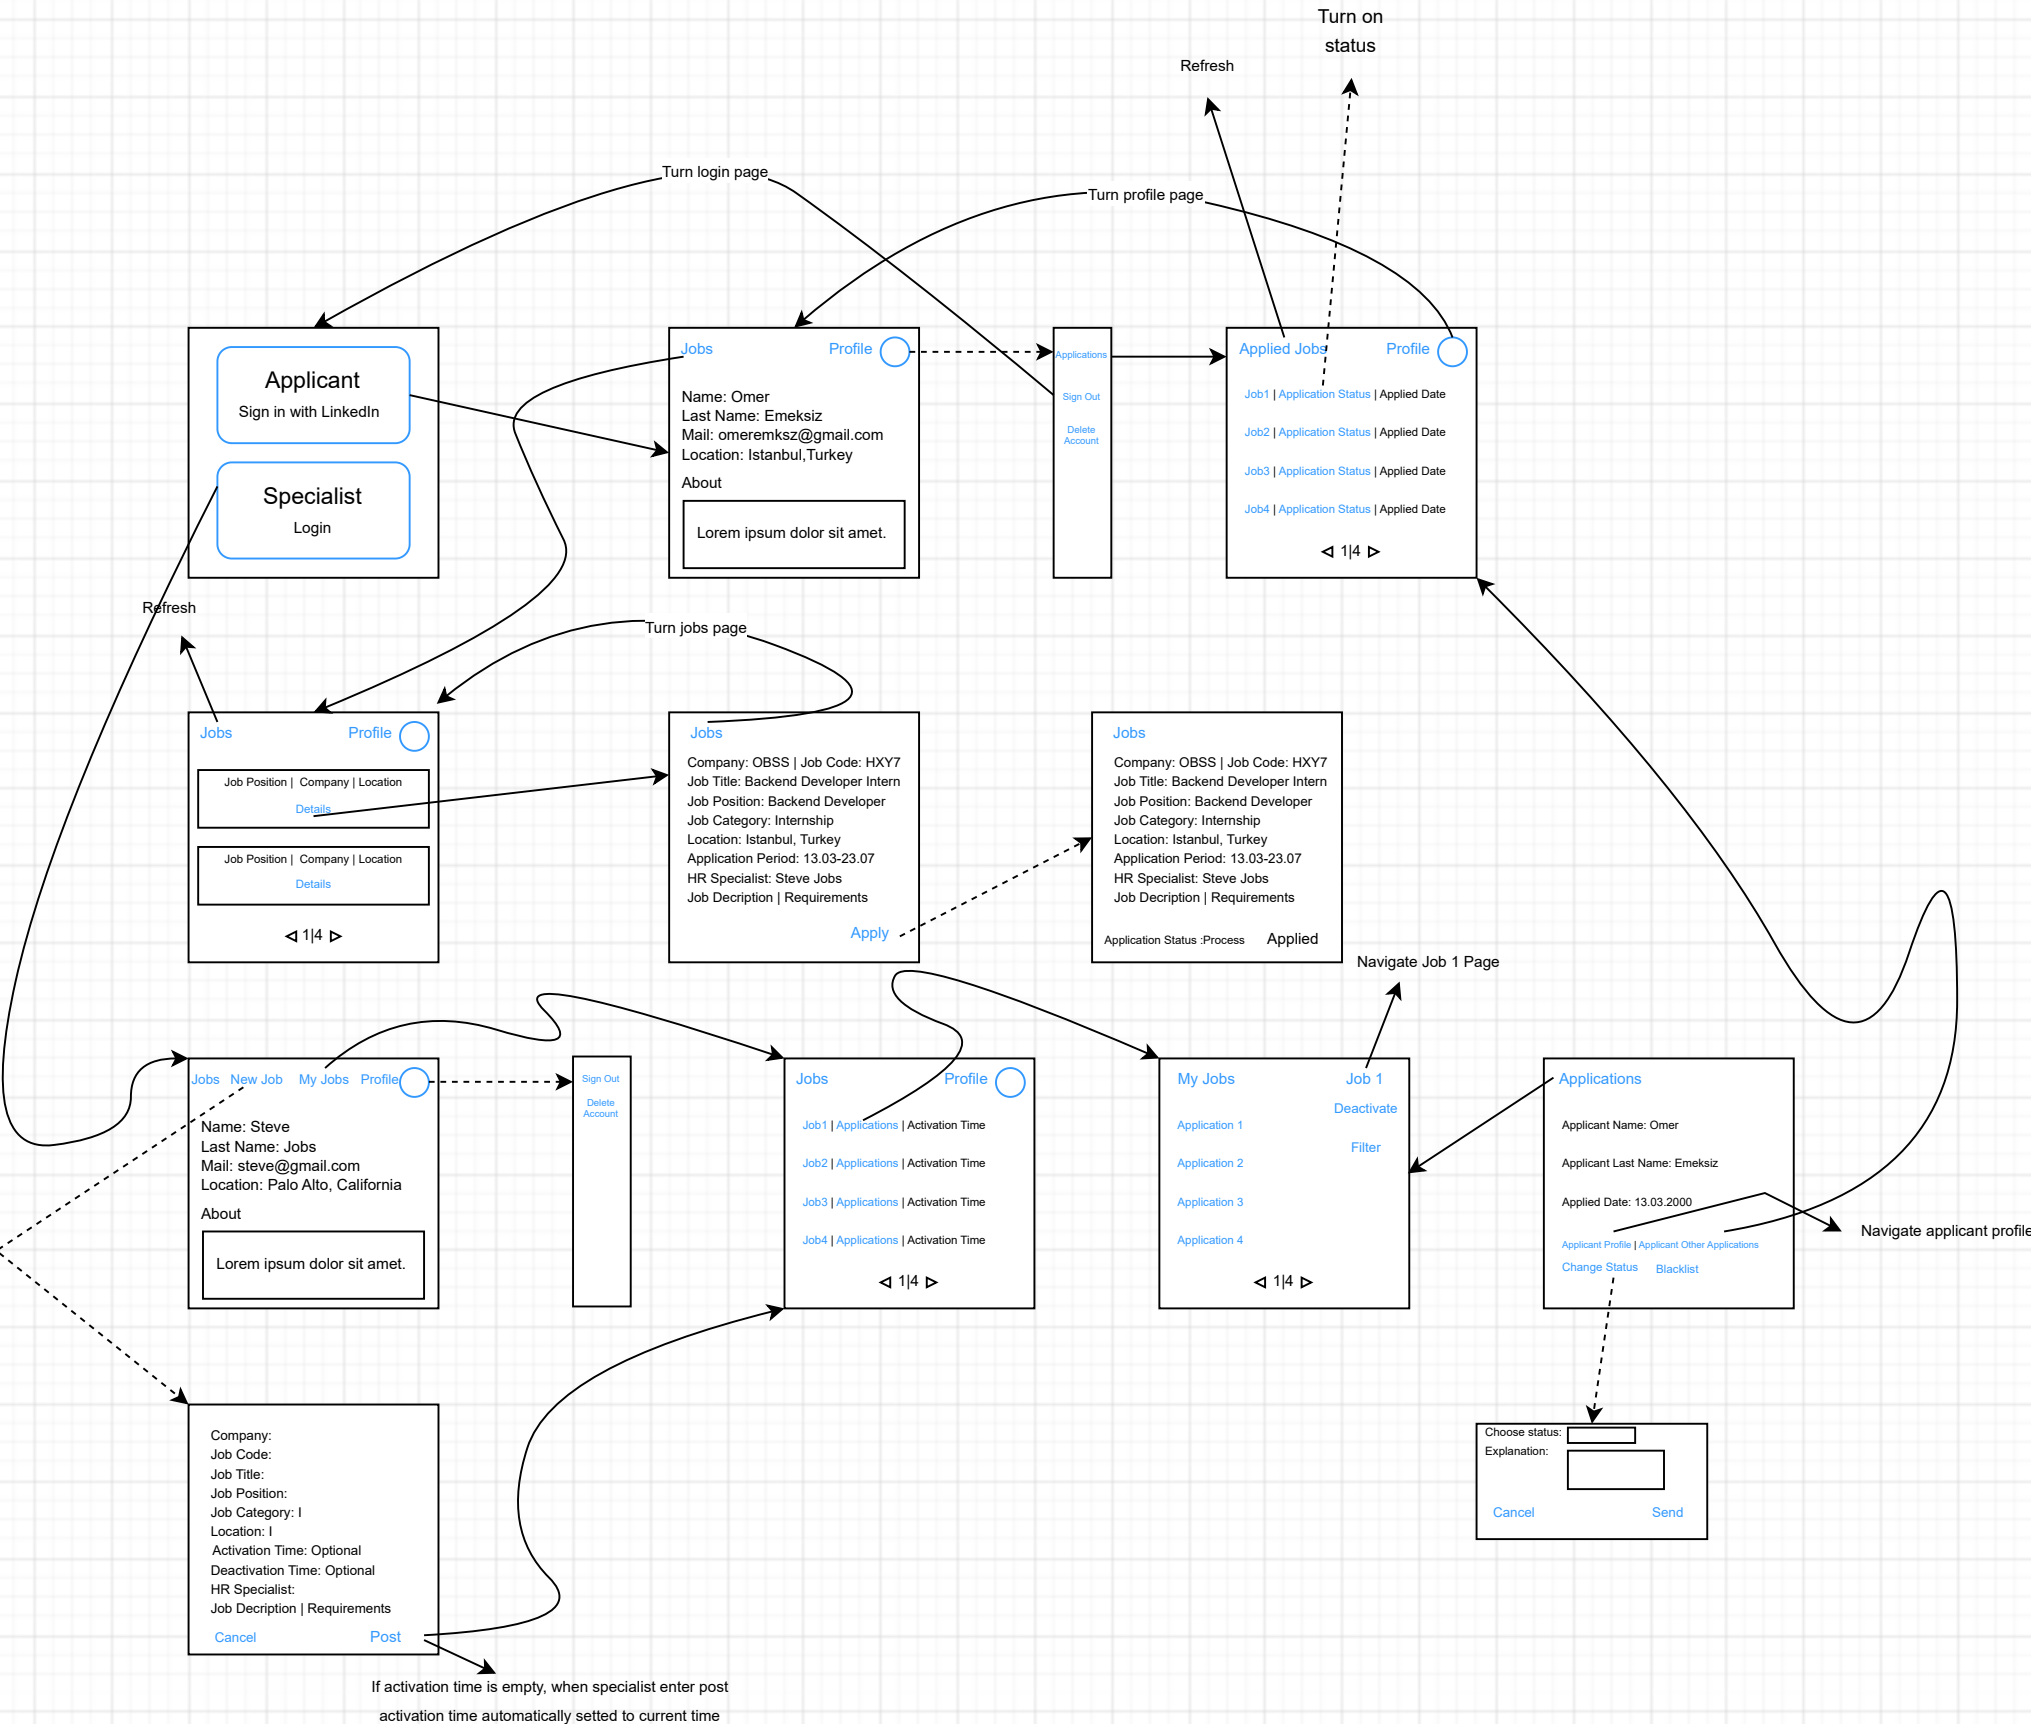 Turn on
status
Refresh
Turn login page
Turn profile page
Applicant
Sign in with LinkedIn
Specialist
Login
Jobs Profile
Name: Omer
Last Name: Emeksiz
Mail: omeremksz@gmail.com
Location: Istanbul,Turkey
About
Lorem ipsum dolor sit amet.
Applications
Sign Out
Delete
Account
Applied Jobs Profile
Job1 | Application Status | Applied Date
Job2 | Application Status | Applied Date
Job3 | Application Status | Applied Date
Job4 | Application Status | Applied Date
1|4
Refresh
Turn jobs page
Jobs Profile
Job Position | Company | Location
Details
Job Position | Company | Location
Details
1|4
Jobs
Company: OBSS | Job Code: HXY7
Job Title: Backend Developer Intern
Job Position: Backend Developer
Job Category: Internship
Location: Istanbul, Turkey
Application Period: 13.03-23.07
HR Specialist: Steve Jobs
Job Decription | Requirements
Apply
Jobs
Company: OBSS | Job Code: HXY7
Job Title: Backend Developer Intern
Job Position: Backend Developer
Job Category: Internship
Location: Istanbul, Turkey
Application Period: 13.03-23.07
HR Specialist: Steve Jobs
Job Decription | Requirements
Application Status :Process Applied
Navigate Job 1 Page
Jobs New Job My Jobs Profile
Name: Steve
Last Name: Jobs
Mail: steve@gmail.com
Location: Palo Alto, California
About
Lorem ipsum dolor sit amet.
Sign Out
Delete
Account
Jobs Profile
Job1 | Applications | Activation Time
Job2 | Applications | Activation Time
Job3 | Applications | Activation Time
Job4 | Applications | Activation Time
1|4
My Jobs Job 1
Deactivate
Application 1
Filter
Application 2
Application 3
Application 4
1|4
Applications
Applicant Name: Omer
Applicant Last Name: Emeksiz
Applied Date: 13.03.2000
Applicant Profile | Applicant Other Applications
Change Status Blacklist
Navigate applicant profile
Company:
Job Code:
Job Title:
Job Position:
Job Category: I
Location: I
Activation Time: Optional
Deactivation Time: Optional
HR Specialist:
Job Decription | Requirements
Cancel Post
Choose status:
Explanation:
Cancel Send
If activation time is empty, when specialist enter post
activation time automatically setted to current time